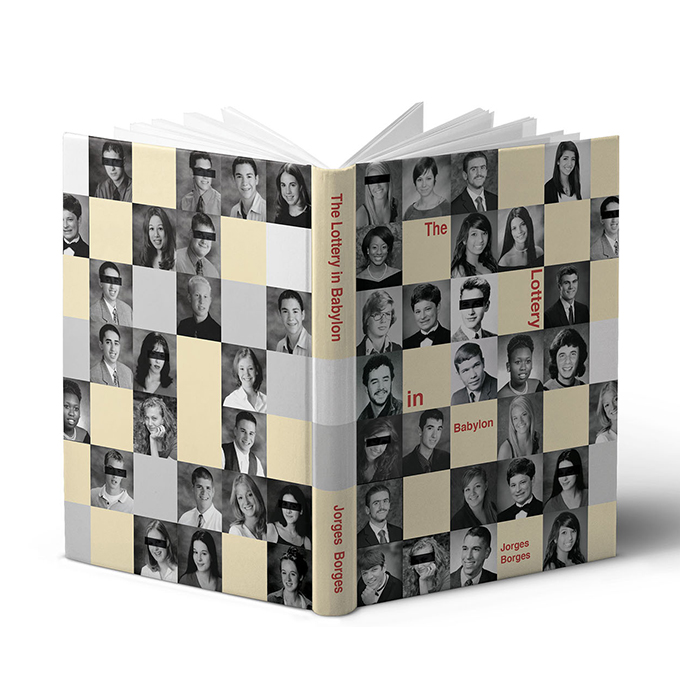 The Lottery in Babylon
Jorges Borges
The
Lottery
in
Babylon
Jorges
Borges